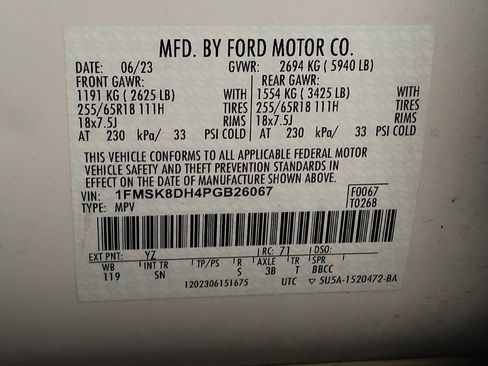 MFD. BY FORD MOTOR CO.
DATE: 06/23 GVWR: 2694 KG ( 5940 LB)
FRONT GAWR: REAR GAWR:
1191 KG ( 2625 LB) WITH 1554 KG ( 3425 LB) WITH
255/65R18 111H TIRES 255/65R18 111H TIRES
18x7.5J RIMS 18x7.5J RIMS
AT 230 kPa/ 33 PSI COLD AT 230 kPa/ 33 PSI COLD
THIS VEHICLE CONFORMS TO ALL APPLICABLE FEDERAL MOTOR
VEHICLE SAFETY AND THEFT PREVENTION STANDARDS IN
EFFECT ON THE DATE OF MANUFACTURE SHOWN ABOVE.
VIN: 1FMSK8DH4PGB26067 F0067
TYPE: MPV T0268
EXT PNT: YZ RC: 71 DSO:
WB INT TR TP/PS R AXLE TR SPR
119 SN S 3B T BBCC
1202306151675 UTC ▽ 5U5A-1520472-BA